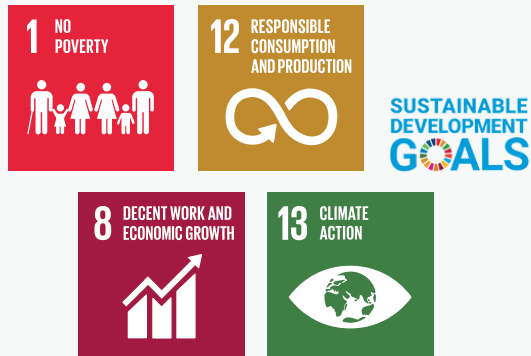 1 NO
POVERTY
12 RESPONSIBLE
CONSUMPTION
AND PRODUCTION
SUSTAINABLE
DEVELOPMENT
GOALS
8 DECENT WORK AND
ECONOMIC GROWTH
13 CLIMATE
ACTION